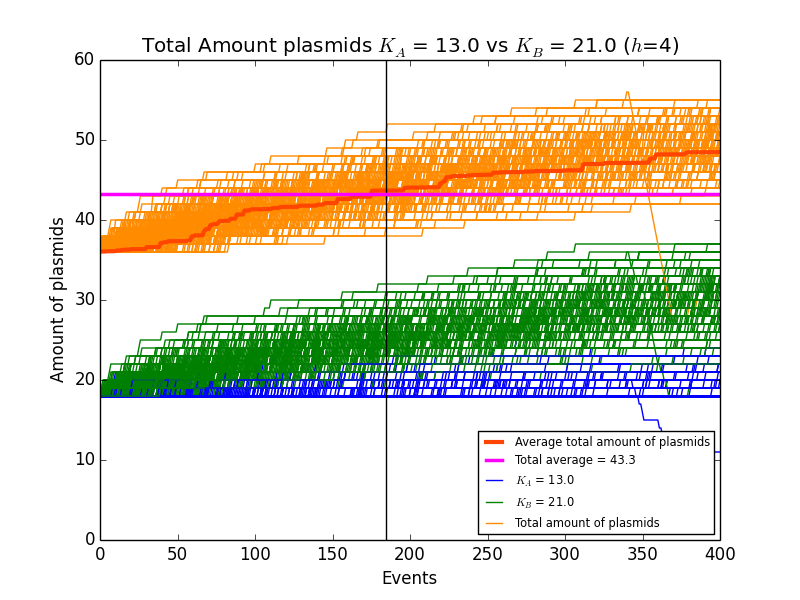 Total Amount plasmids K_A = 13.0 vs K_B = 21.0 (h=4)
60
50
40
30
20
10
0
Amount of plasmids
0 50 100 150 200 250 300 350 400
Events
Average total amount of plasmids
Total average = 43.3
K_A = 13.0
K_B = 21.0
Total amount of plasmids